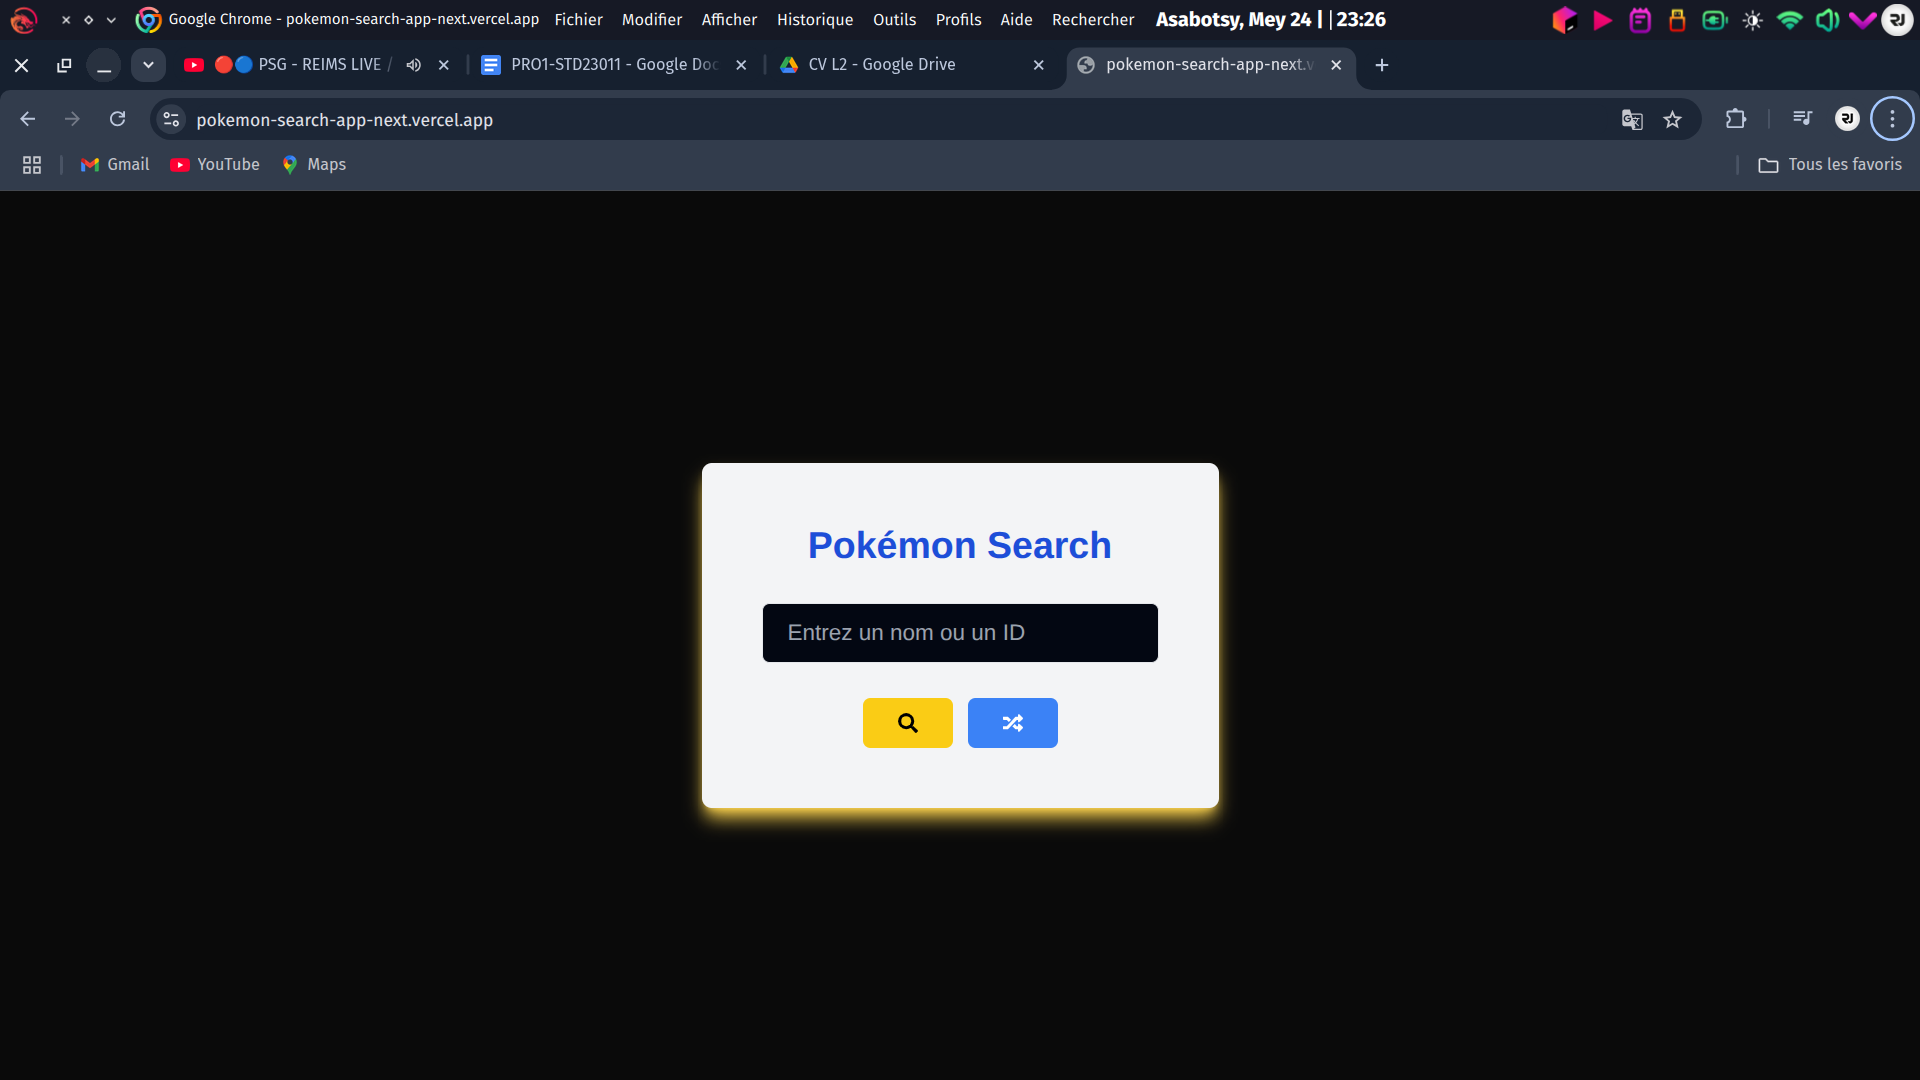 Google Chrome - pokemon-search-app-next.vercel.app Fichier Modifier Afficher Historique Outils Profils Aide Rechercher Asabotsy, Mey 24 | | 23:26
PSG - REIMS LIVE / PRO1-STD23011 - Google Doc CV L2 - Google Drive pokemon-search-app-next.v
pokemon-search-app-next.vercel.app
Gmail YouTube Maps Tous les favoris
Pokémon Search
Entrez un nom ou un ID